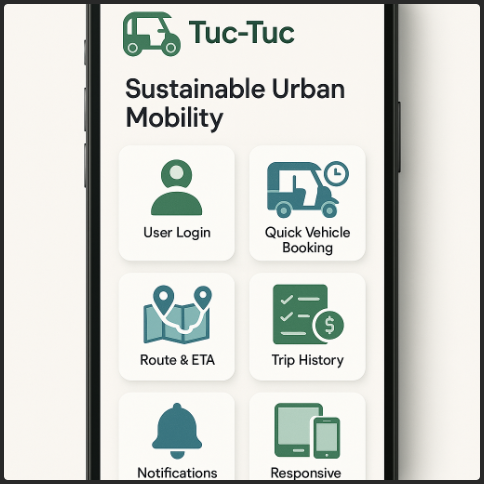 Tuc-Tuc
Sustainable Urban
Mobility
User Login
Quick Vehicle
Booking
Route & ETA
Trip History
$
Notifications
Responsive